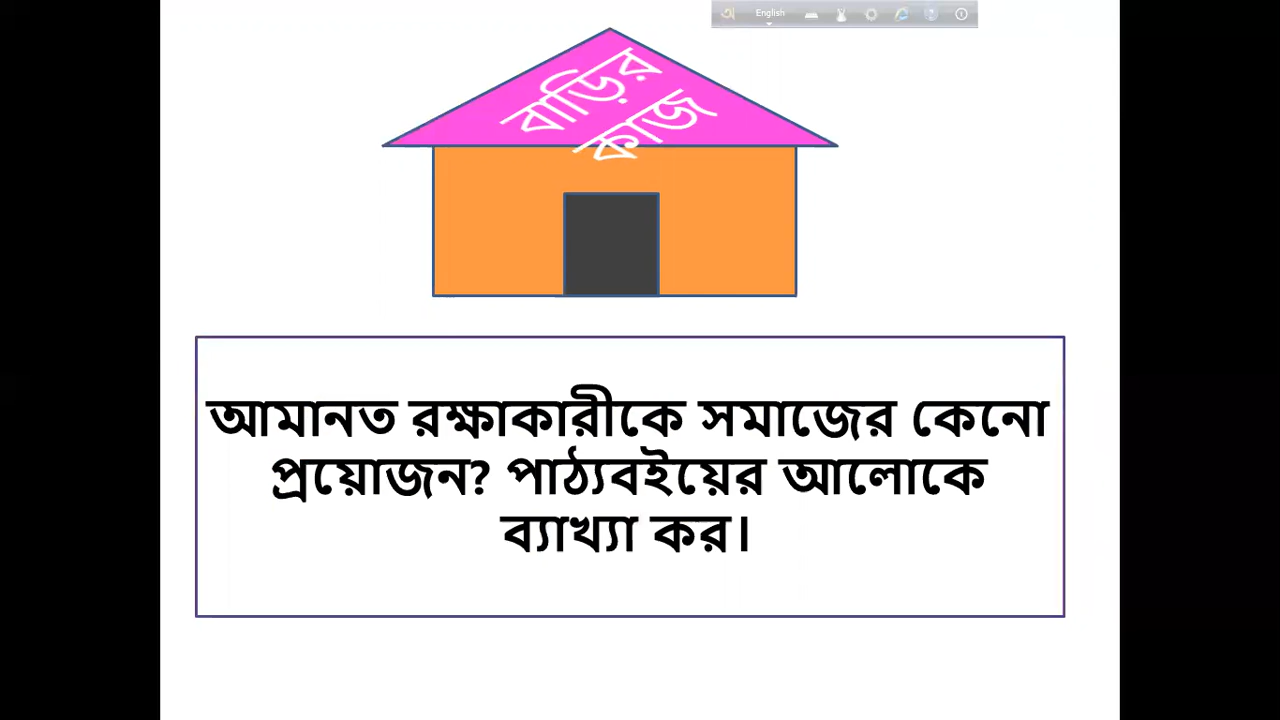 English
বাড়ির
কাজ
আমানত রক্ষাকারীকে সমাজের কেনো
প্রয়োজন? পাঠ্যবইয়ের আলোকে
ব্যাখ্যা কর।